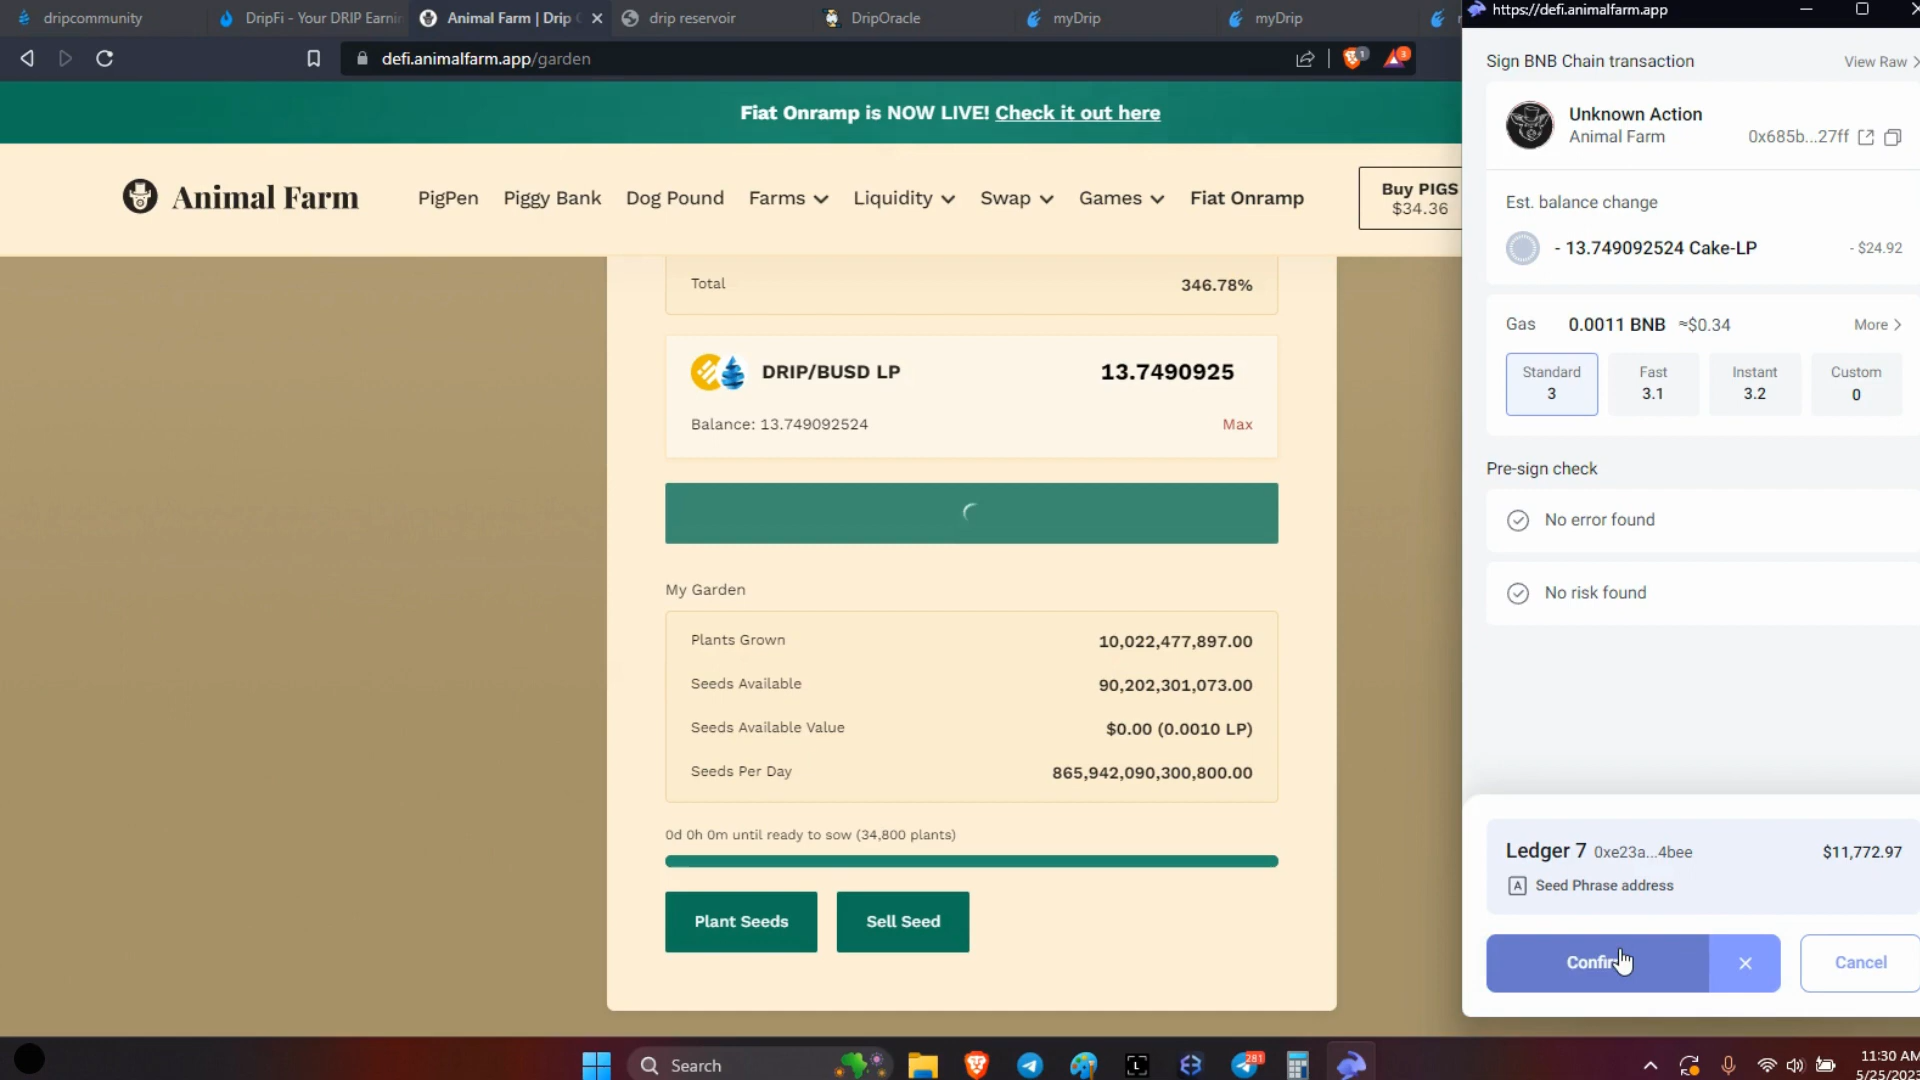 dripcommunity
DripFi - Your DRIP Earnin
Animal Farm | Drip
drip reservoir
DripOracle
myDrip
myDrip
defi.animalfarm.app/garden
1
3
Fiat Onramp is NOW LIVE! Check it out here
Animal Farm
PigPen
Piggy Bank
Dog Pound
Farms
Liquidity
Swap
Games
Fiat Onramp
Buy PIGS
$34.36
Total
346.78%
DRIP/BUSD LP
13.7490925
Balance: 13.749092524
Max
My Garden
Plants Grown
10,022,477,897.00
Seeds Available
90,202,301,073.00
Seeds Available Value
$0.00 (0.0010 LP)
Seeds Per Day
865,942,090,300,800.00
0d 0h 0m until ready to sow (34,800 plants)
Plant Seeds
Sell Seed
https://defi.animalfarm.app
Sign BNB Chain transaction
View Raw
Unknown Action
Animal Farm
0x685b...27ff
Est. balance change
- 13.749092524 Cake-LP
- $24.92
Gas
0.0011 BNB
≈$0.34
More
Standard
3
Fast
3.1
Instant
3.2
Custom
0
Pre-sign check
No error found
No risk found
Ledger 7
0xe23a...4bee
$11,772.97
Seed Phrase address
Cancel
Search
281
11:30 AM
5/25/202